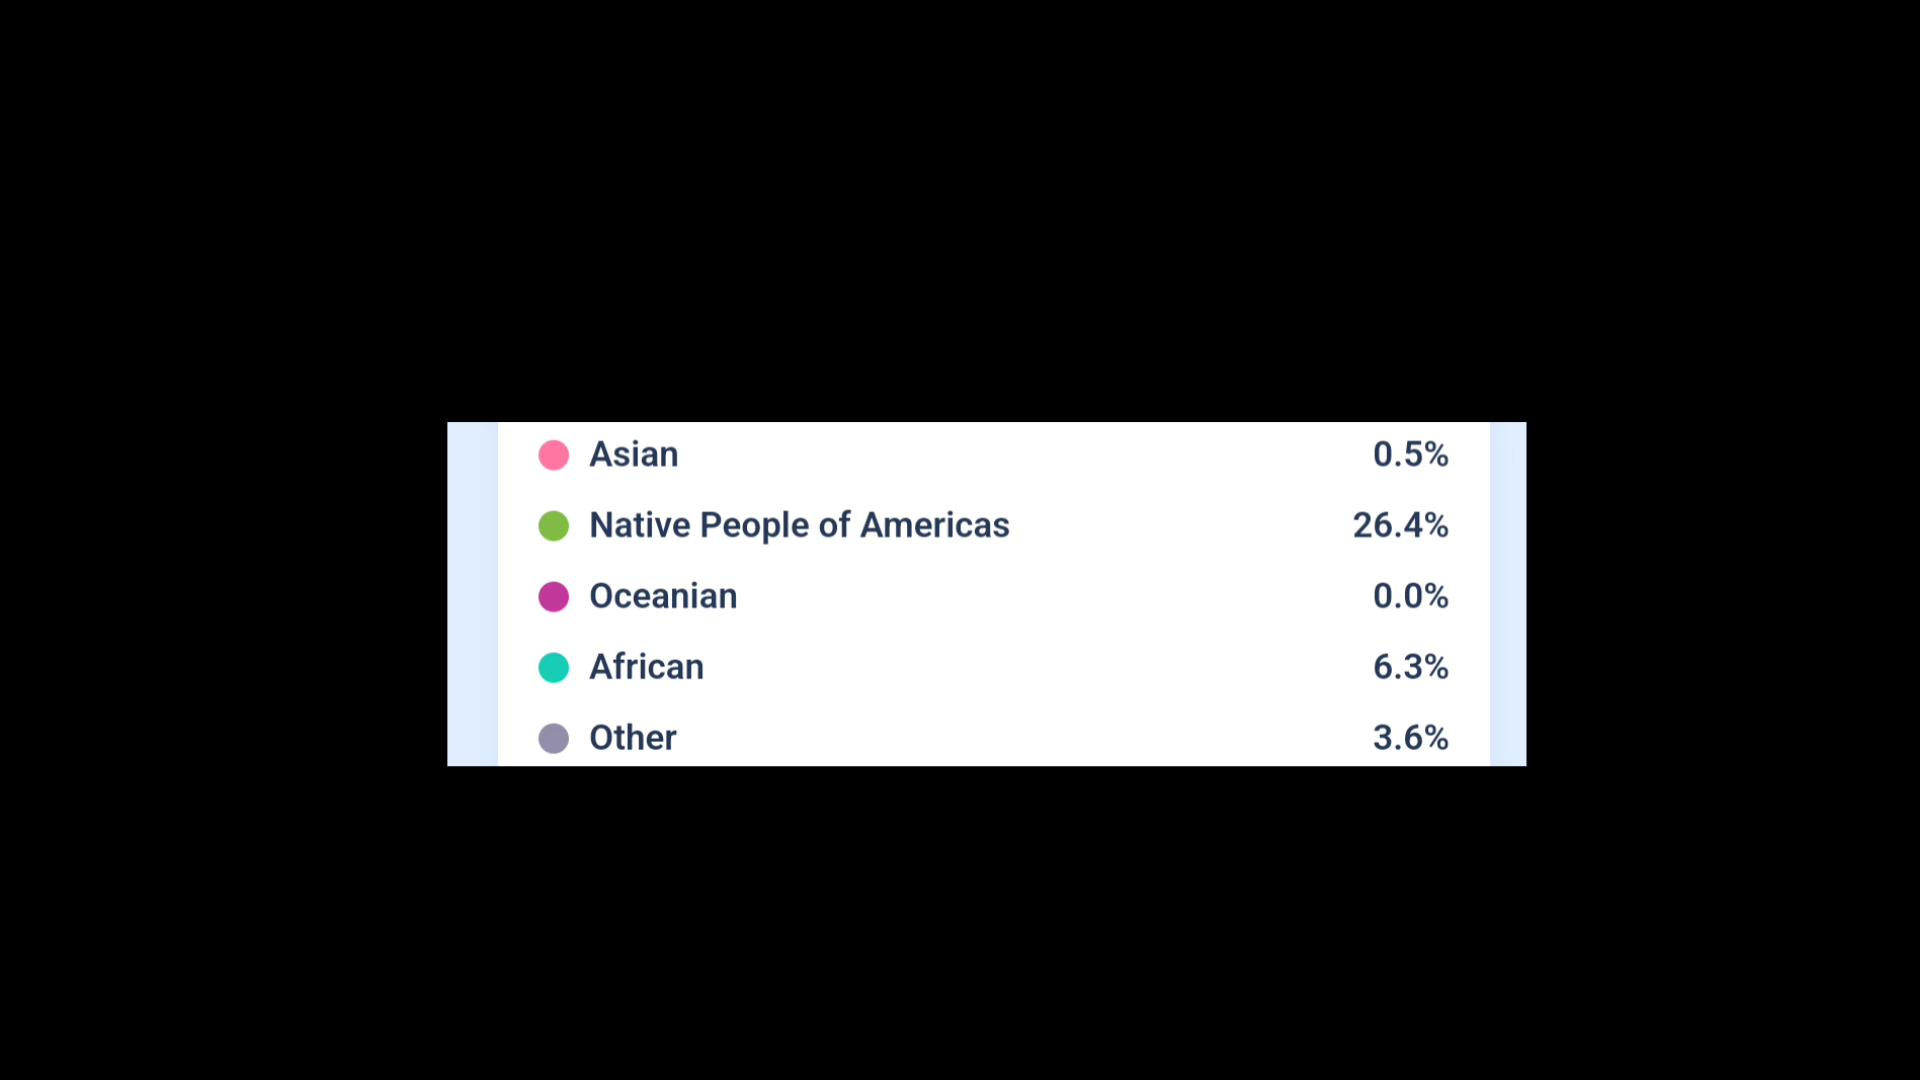 Asian 0.5%
Native People of Americas 26.4%
Oceanian 0.0%
African 6.3%
Other 3.6%